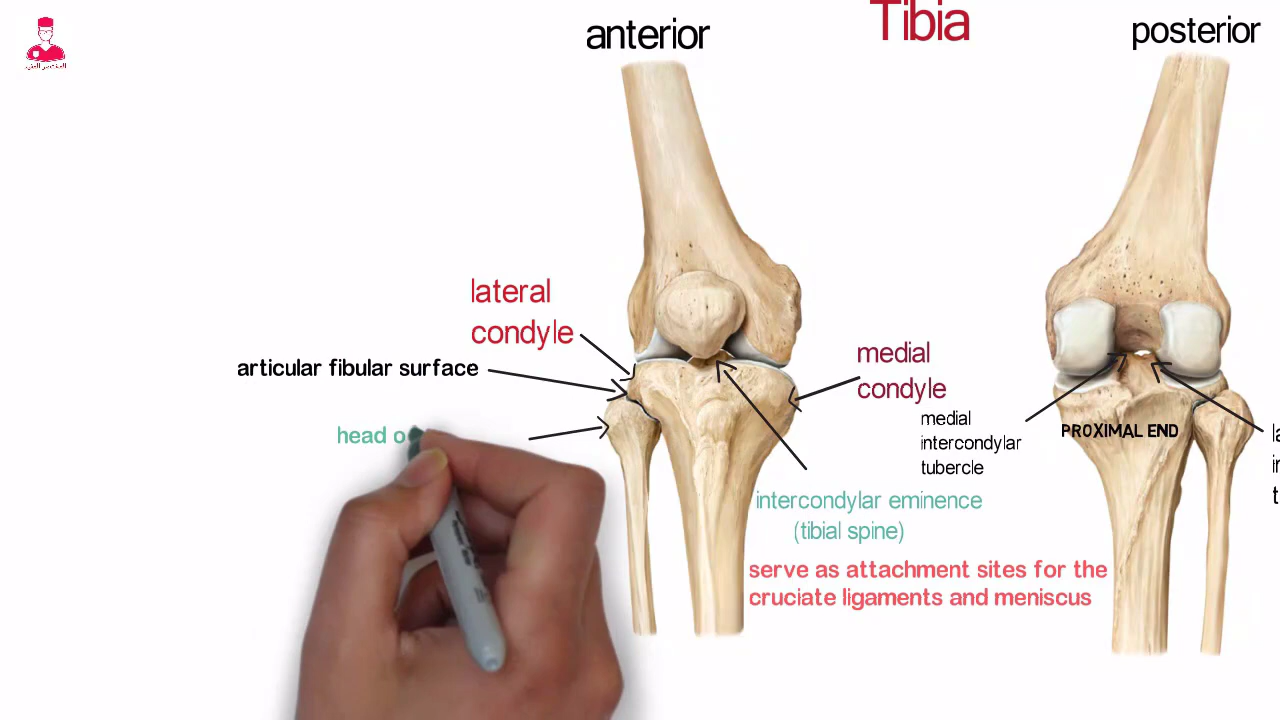 anterior
Tibia
posterior
lateral
condyle
articular fibular surface
head o
medial
condyle
medial
intercondylar
tubercle
PROXIMAL END
intercondylar eminence
(tibial spine)
serve as attachment sites for the
cruciate ligaments and meniscus